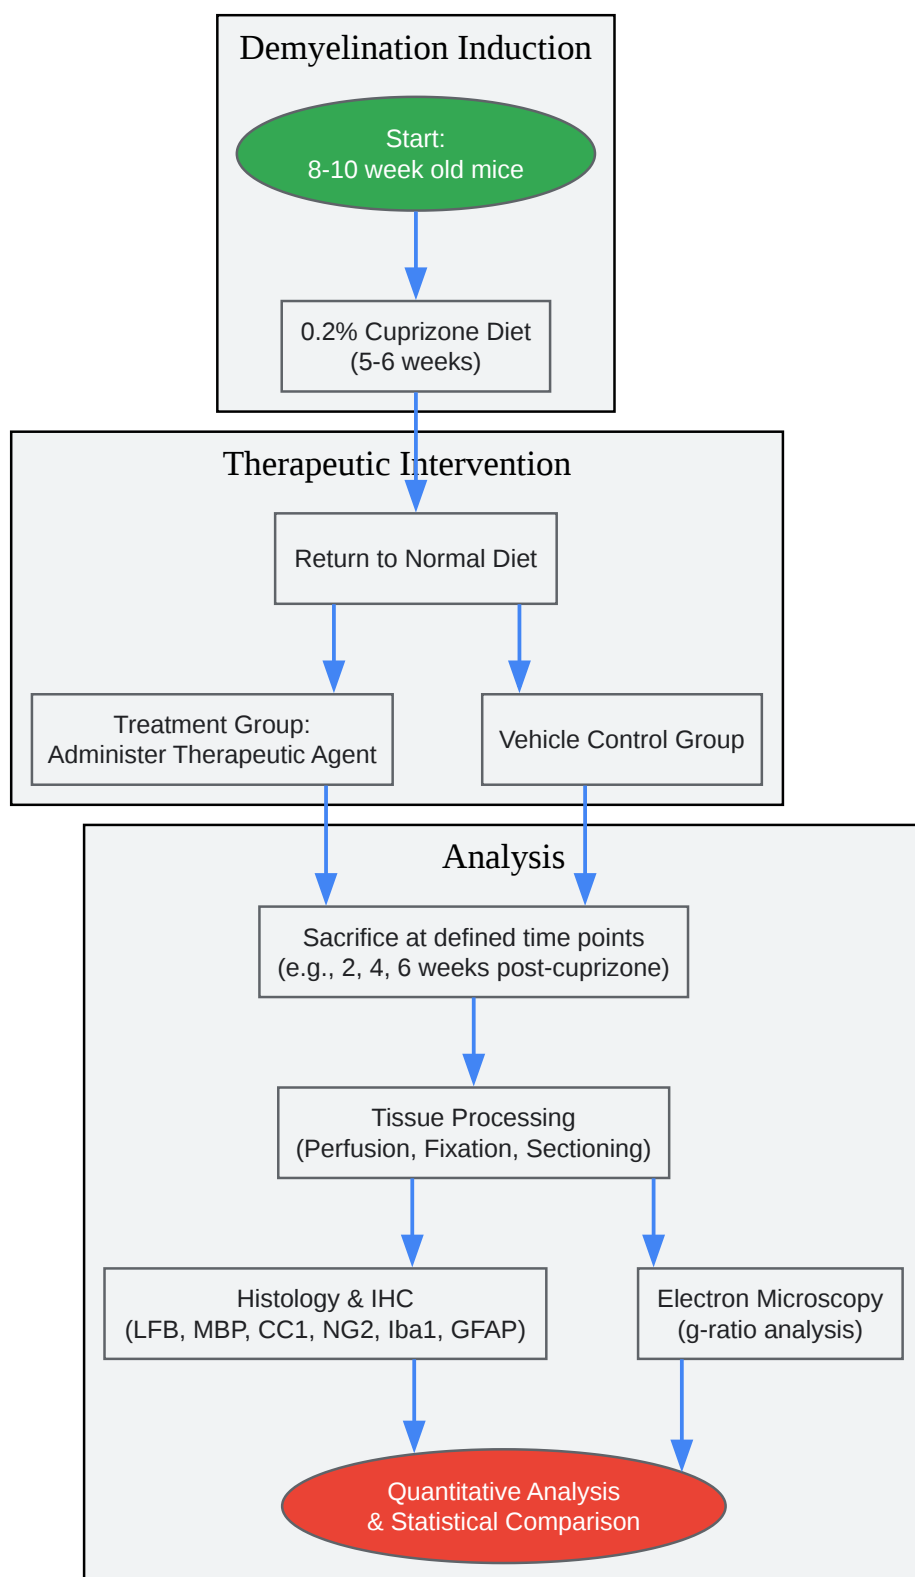 Demyelination Induction
Start:
8-10 week old mice
0.2% Cuprizone Diet
(5-6 weeks)
Therapeutic Intervention
Return to Normal Diet
Treatment Group:
Administer Therapeutic Agent
Vehicle Control Group
Analysis
Sacrifice at defined time points
(e.g., 2, 4, 6 weeks post-cuprizone)
Tissue Processing
(Perfusion, Fixation, Sectioning)
Histology & IHC
(LFB, MBP, CC1, NG2, Iba1, GFAP)
Electron Microscopy
(g-ratio analysis)
Quantitative Analysis
& Statistical Comparison